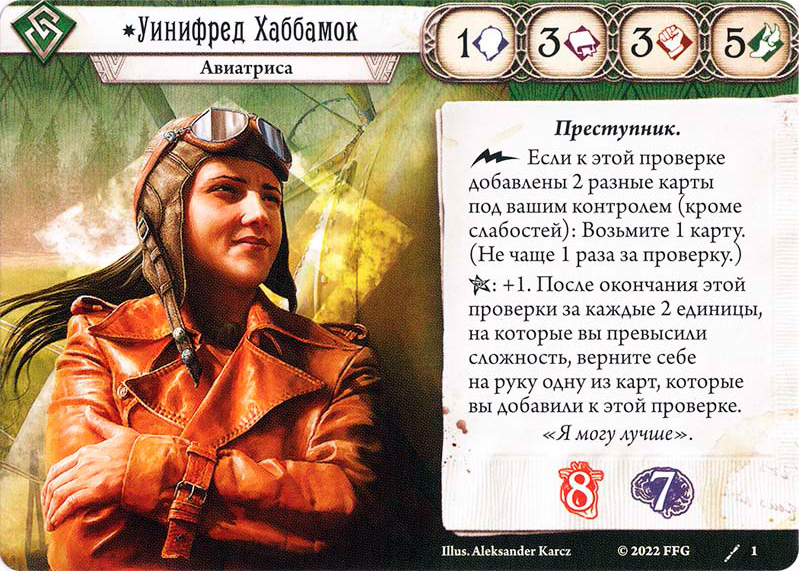 Уинифред Хаббамок
Авиатриса
1 3 3 5
Преступник.
Если к этой проверке
добавлены 2 разные карты
под вашим контролем (кроме
слабостей): Возьмите 1 карту.
(Не чаще 1 раза за проверку.)
: +1. После окончания этой
проверки за каждые 2 единицы,
на которые вы превысили
сложность, верните себе
на руку одну из карт, которые
вы добавили к этой проверке.
«Я могу лучше».
8 7
Illus. Aleksander Karcz © 2022 FFG 1